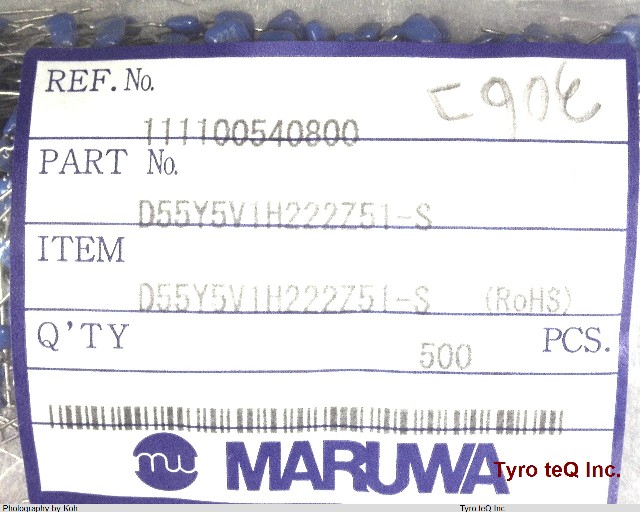 REF. No.
111100540800
PART No.
D55Y5V1H222Z51-S
ITEM
D55Y5V1H222Z51-S (RoHS)
Q'TY 500 PCS.
MARUWA
Tyro teQ Inc.
Photography by Koh Tyro teQ Inc